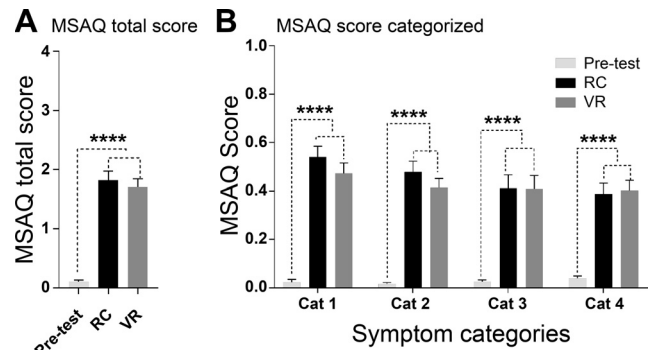 A MSAQ total score
MSAQ total score
4
3
2
1
0
****
Pre-test
RC
VR
B MSAQ score categorized
MSAQ Score
1.0
0.8
0.6
0.4
0.2
0.0
Pre-test
RC
VR
****
****
****
****
Cat 1
Cat 2
Cat 3
Cat 4
Symptom categories